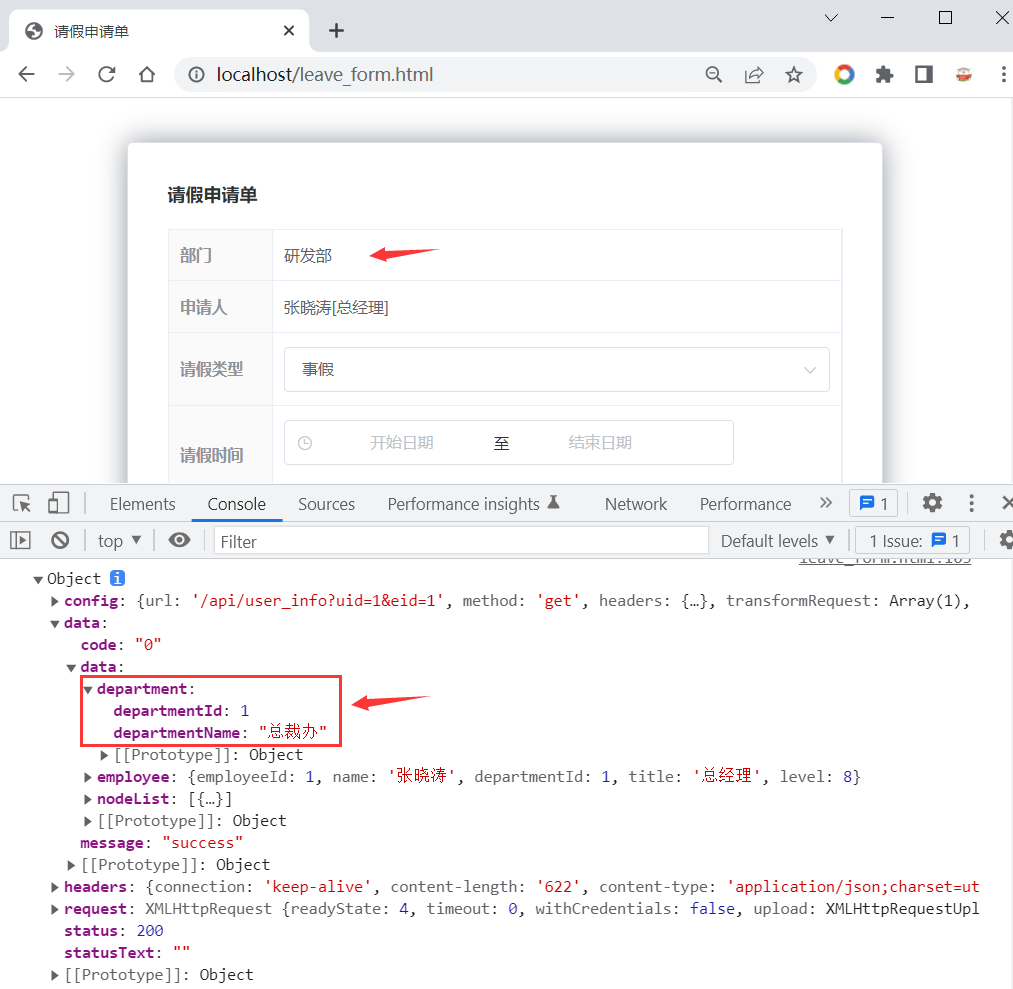 请假申请单
localhost/leave_form.html
请假申请单
部门 研发部
申请人 张晓涛[总经理]
请假类型 事假
请假时间 开始日期 至 结束日期
Elements Console Sources Performance insights Network Performance 1
top Filter Default levels 1 Issue: 1
leave_form.html:165
Object
config: {url: '/api/user_info?uid=1&eid=1', method: 'get', headers: {…}, transformRequest: Array(1),
data:
code: "0"
data:
department:
departmentId: 1
departmentName: "总裁办"
[[Prototype]]: Object
employee: {employeeId: 1, name: '张晓涛', departmentId: 1, title: '总经理', level: 8}
nodeList: [{…}]
[[Prototype]]: Object
message: "success"
[[Prototype]]: Object
headers: {connection: 'keep-alive', content-length: '622', content-type: 'application/json;charset=ut
request: XMLHttpRequest {readyState: 4, timeout: 0, withCredentials: false, upload: XMLHttpRequestUpl
status: 200
statusText: ""
[[Prototype]]: Object